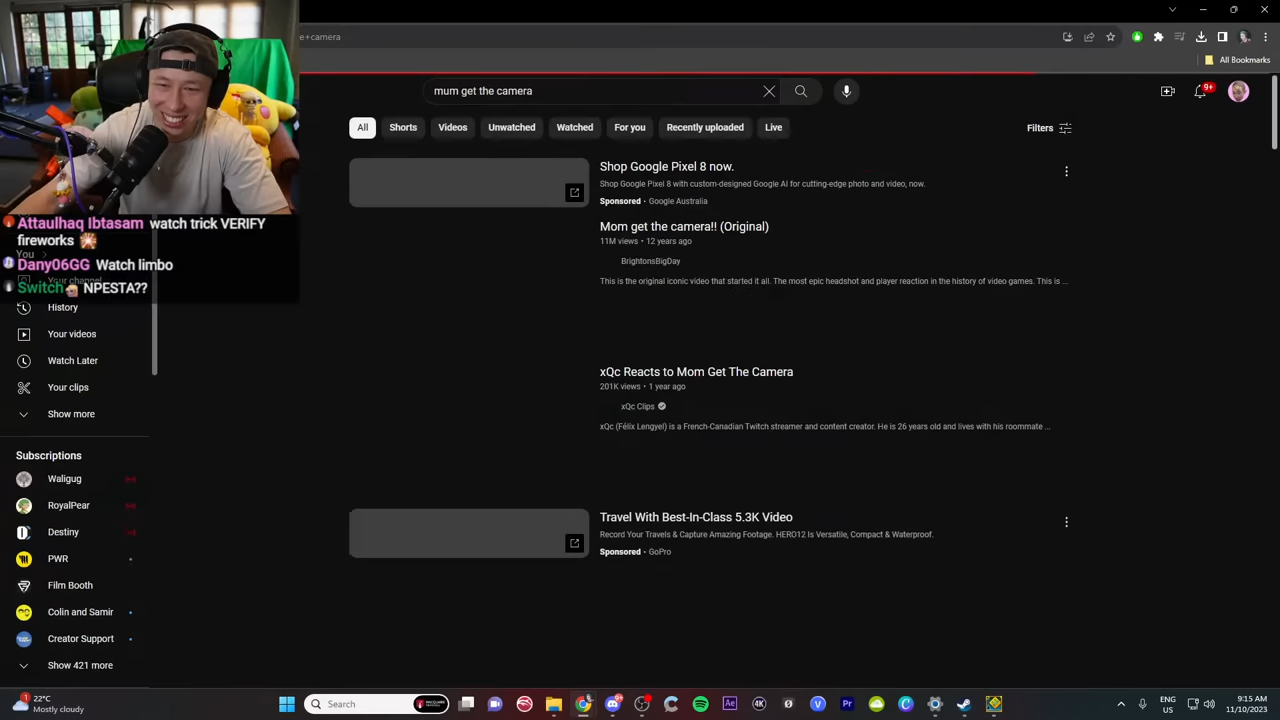 e+camera
All Bookmarks
mum get the camera
9+
All
Shorts
Videos
Unwatched
Watched
For you
Recently uploaded
Live
Filters
Shop Google Pixel 8 now.
Shop Google Pixel 8 with custom-designed Google AI for cutting-edge photo and video, now.
Sponsored • Google Australia
Mom get the camera!! (Original)
11M views • 12 years ago
BrightonsBigDay
This is the original iconic video that started it all. The most epic headshot and player reaction in the history of video games. This is ...
xQc Reacts to Mom Get The Camera
201K views • 1 year ago
xQc Clips
xQc (Félix Lengyel) is a French-Canadian Twitch streamer and content creator. He is 26 years old and lives with his roommate ...
Travel With Best-In-Class 5.3K Video
Record Your Travels & Capture Amazing Footage. HERO12 Is Versatile, Compact & Waterproof.
Sponsored • GoPro
Attaulhaq Ibtasam watch trick VERIFY
fireworks
You
Dany06GG Watch limbo
Your channel
Switch NPESTA??
History
Your videos
Watch Later
Your clips
Show more
Subscriptions
Waligug
RoyalPear
Destiny
PWR
Film Booth
Colin and Samir
Creator Support
Show 421 more
1
22°C
Mostly cloudy
Search
ENG
US
9:15 AM
11/10/2023